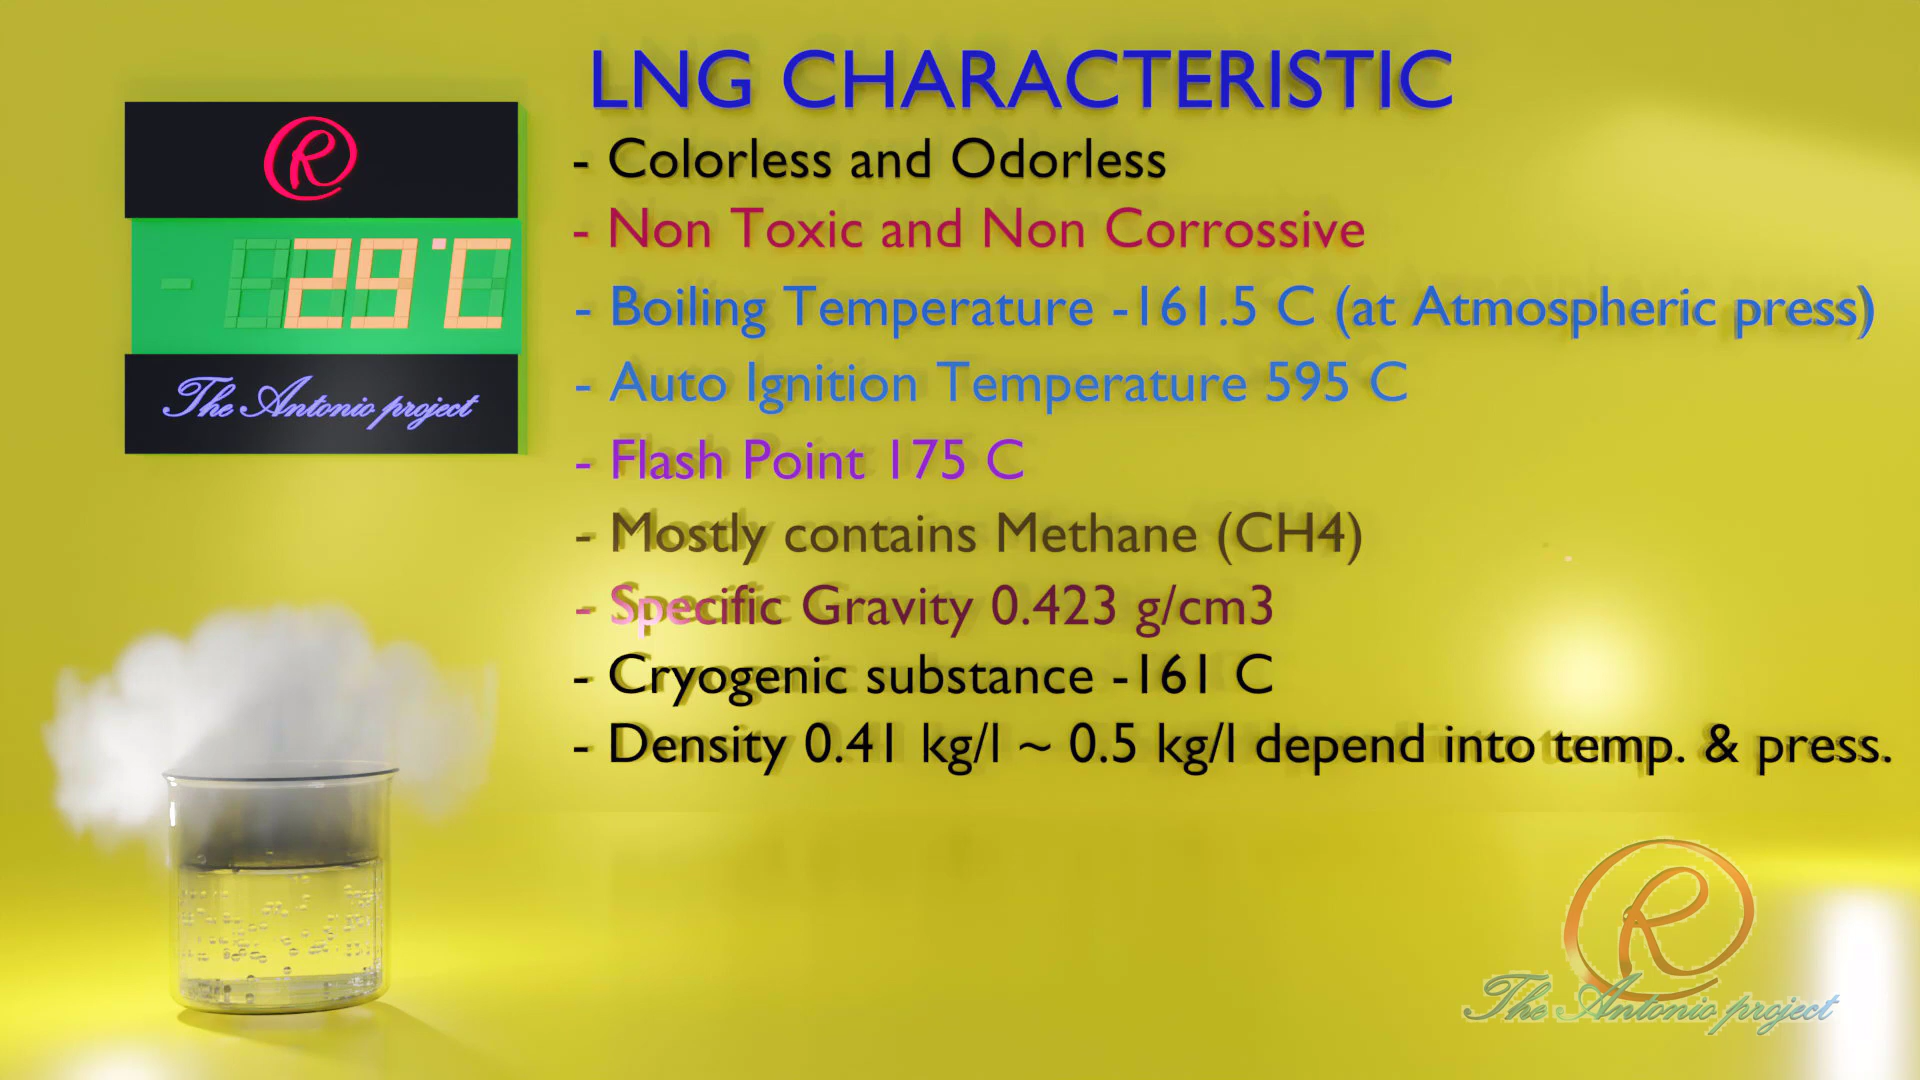 LNG CHARACTERISTIC
- Colorless and Odorless
- Non Toxic and Non Corrossive
- Boiling Temperature -161.5 C (at Atmospheric press)
- Auto Ignition Temperature 595 C
- Flash Point 175 C
- Mostly contains Methane (CH4)
- Specific Gravity 0.423 g/cm3
- Cryogenic substance -161 C
- Density 0.41 kg/l ~ 0.5 kg/l depend into temp. & press.
R
29°C
The Antonio project
R
The Antonio project